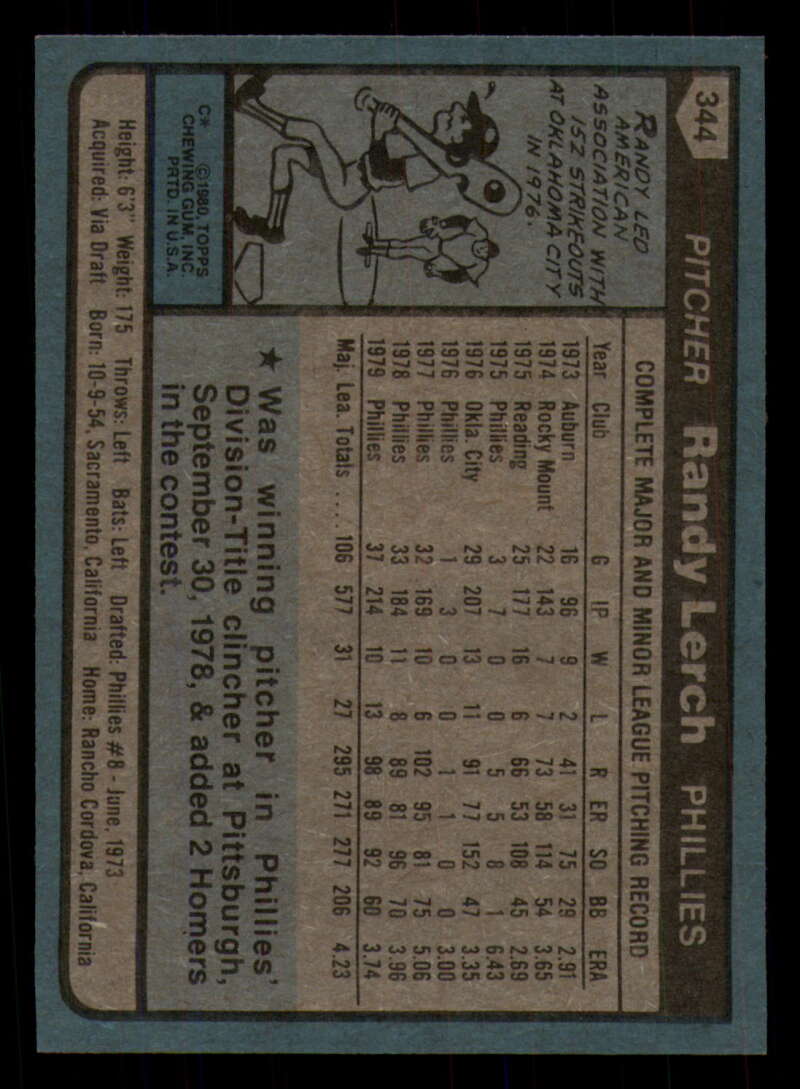 344
PITCHER Randy Lerch PHILLIES
RANDY LED
AMERICAN
ASSOCIATION WITH
152 STRIKEOUTS
AT OKLAHOMA CITY
IN 1976.
C* ©1980, TOPPS
CHEWING GUM, INC.
PRTD. IN U.S.A.
COMPLETE MAJOR AND MINOR LEAGUE PITCHING RECORD
Year Club G IP W L R ER SO BB ERA
1973 Auburn 16 96 9 2 41 31 75 29 2.91
1974 Rocky Mount 22 143 7 7 73 58 114 54 3.65
1975 Reading 25 177 16 6 66 53 108 45 2.69
1975 Phillies 3 7 0 0 5 5 8 1 6.43
1976 Okla. City 29 207 13 11 91 77 152 47 3.35
1976 Phillies 1 3 0 0 1 1 0 0 3.00
1977 Phillies 32 169 10 6 102 95 81 75 5.06
1978 Phillies 33 184 11 8 89 81 96 70 3.96
1979 Phillies 37 214 10 13 98 89 92 60 3.74
Maj. Lea. Totals .... 106 577 31 27 295 271 277 206 4.23
★ Was winning pitcher in Phillies'
Division-Title clincher at Pittsburgh,
September 30, 1978, & added 2 Homers
in the contest.
Height: 6'3" Weight: 175 Throws: Left Bats: Left Drafted: Phillies #8 - June, 1973
Acquired: Via Draft Born: 10-9-54, Sacramento, California Home: Rancho Cordova, California